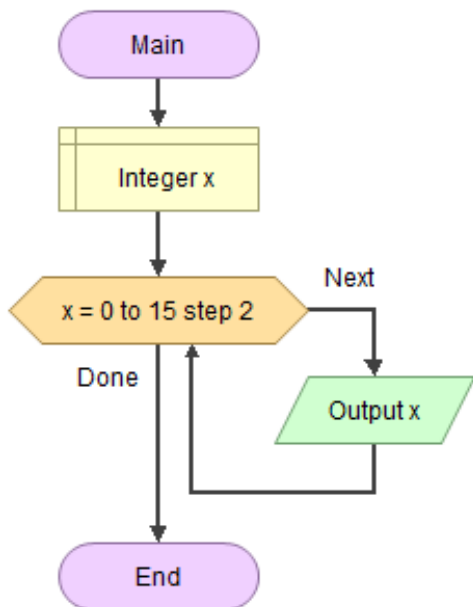 Main
Integer x
x = 0 to 15 step 2
Next
Done
Output x
End